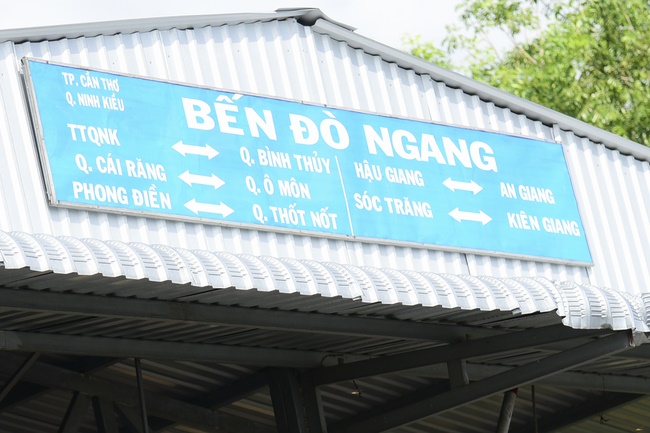 TP. CẦN THƠ
Q. NINH KIỀU
BẾN ĐÒ NGANG
TTQNK ↔ Q. BÌNH THỦY
Q. CÁI RĂNG ↔ Q. Ô MÔN
PHONG ĐIỀN ↔ Q. THỐT NỐT
HẬU GIANG ↔ AN GIANG
SÓC TRĂNG ↔ KIÊN GIANG